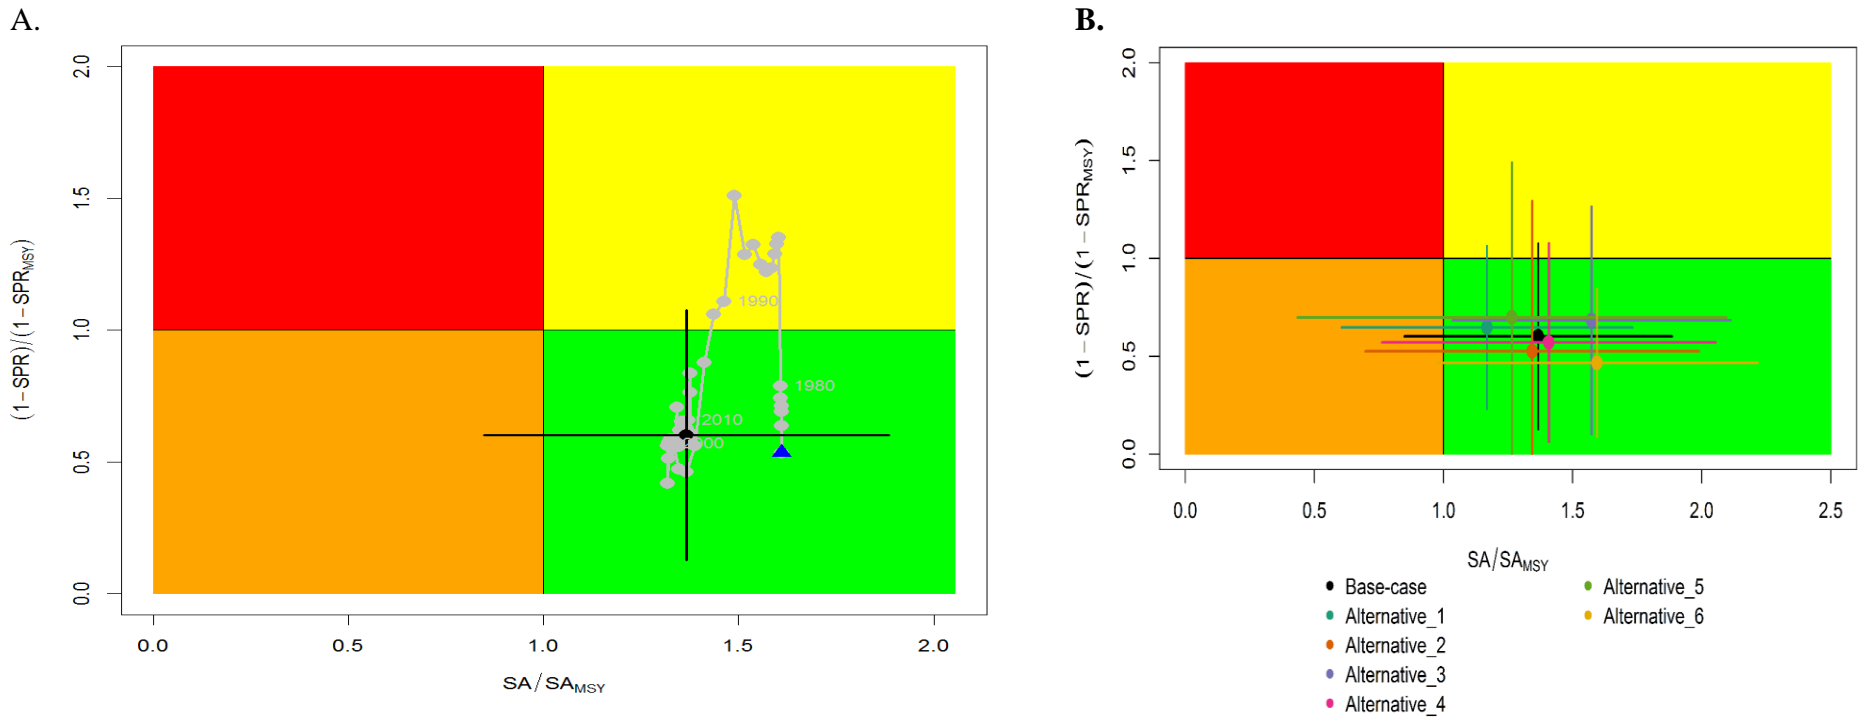 A.
2.0
1.5
1.0
0.5
0.0
(1−SPR)/(1−SPRMSY)
1990
1980
2010
0.0 0.5 1.0 1.5 2.0
SA/SAMSY
B.
2.0
1.5
1.0
0.5
0.0
(1−SPR)/(1−SPRMSY)
0.0 0.5 1.0 1.5 2.0 2.5
SA/SAMSY
Base-case
Alternative_1
Alternative_2
Alternative_3
Alternative_4
Alternative_5
Alternative_6